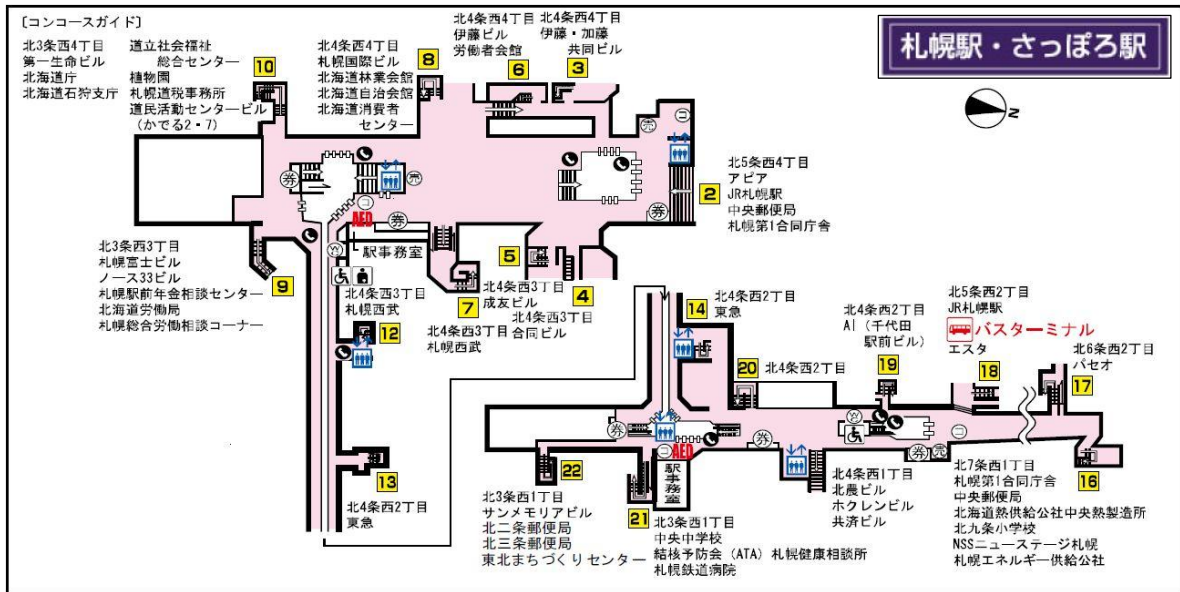 〔コンコースガイド〕
札幌駅・さっぽろ駅
N
北3条西4丁目
第一生命ビル
北海道庁
北海道石狩支庁
道立社会福祉
総合センター
植物園
札幌道税事務所
道民活動センタービル
(かでる2・7)
10
北4条西4丁目
札幌国際ビル
北海道林業会館
北海道自治会館
北海道消費者
センター
8
北4条西4丁目
伊藤ビル
労働者会館
6
北4条西4丁目
伊藤・加藤
共同ビル
3
売
コ
2
北5条西4丁目
アピア
JR札幌駅
中央郵便局
札幌第1合同庁舎
券
券
売
コ
AED
券
駅事務室
北3条西3丁目
札幌富士ビル
ノース33ビル
札幌駅前年金相談センター
北海道労働局
札幌総合労働相談コーナー
9
北4条西3丁目
札幌西武
12
7
北4条西3丁目
成友ビル
北4条西3丁目
札幌西武
5
4
北4条西3丁目
合同ビル
13
北4条西2丁目
東急
14
北4条西2丁目
東急
20
北4条西2丁目
北4条西2丁目
AI(千代田
駅前ビル)
19
北5条西2丁目
JR札幌駅
バスターミナル
エスタ
18
北6条西2丁目
パセオ
17
券
コ
AED
券
コ
券
売
駅事務室
22
北3条西1丁目
サンメモリアビル
北二条郵便局
北三条郵便局
東北まちづくりセンター
21
北3条西1丁目
中央中学校
結核予防会(ATA)札幌健康相談所
札幌鉄道病院
北4条西1丁目
北農ビル
ホクレンビル
共済ビル
16
北7条西1丁目
札幌第1合同庁舎
中央郵便局
北海道熱供給公社中央熱製造所
北九条小学校
NSSニューステージ札幌
札幌エネルギー供給公社